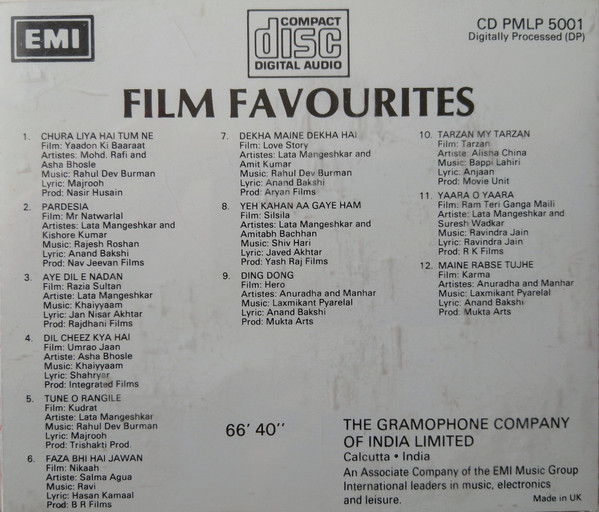 EMI
COMPACT
disc
DIGITAL AUDIO
CD PMLP 5001
Digitally Processed (DP)
FILM FAVOURITES
1. CHURA LIYA HAI TUM NE
Film: Yaadon Ki Baaraat
Artistes: Mohd. Rafi and
Asha Bhosle
Music: Rahul Dev Burman
Lyric: Majrooh
Prod: Nasir Husain
2. PARDESIA
Film: Mr Natwarlal
Artistes: Lata Mangeshkar and
Kishore Kumar
Music: Rajesh Roshan
Lyric: Anand Bakshi
Prod: Nav Jeevan Films
3. AYE DIL E NADAN
Film: Razia Sultan
Artiste: Lata Mangeshkar
Music: Khaiyyaam
Lyric: Jan Nisar Akhtar
Prod: Rajdhani Films
4. DIL CHEEZ KYA HAI
Film: Umrao Jaan
Artiste: Asha Bhosle
Music: Khaiyyaam
Lyric: Shahryar
Prod: Integrated Films
5. TUNE O RANGILE
Film: Kudrat
Artiste: Lata Mangeshkar
Music: Rahul Dev Burman
Lyric: Majrooh
Prod: Trishakti Prod.
6. FAZA BHI HAI JAWAN
Film: Nikaah
Artiste: Salma Agua
Music: Ravi
Lyric: Hasan Kamaal
Prod: B R Films
7. DEKHA MAINE DEKHA HAI
Film: Love Story
Artistes: Lata Mangeshkar and
Amit Kumar
Music: Rahul Dev Burman
Lyric: Anand Bakshi
Prod: Aryan Films
8. YEH KAHAN AA GAYE HAM
Film: Silsila
Artistes: Lata Mangeshkar and
Amitabh Bachhan
Music: Shiv Hari
Lyric: Javed Akhtar
Prod: Yash Raj Films
9. DING DONG
Film: Hero
Artistes: Anuradha and Manhar
Music: Laxmikant Pyarelal
Lyric: Anand Bakshi
Prod: Mukta Arts
10. TARZAN MY TARZAN
Film: Tarzan
Artiste: Alisha China
Music: Bappi Lahiri
Lyric: Anjaan
Prod: Movie Unit
11. YAARA O YAARA
Film: Ram Teri Ganga Maili
Artiste: Lata Mangeshkar and
Suresh Wadkar
Music: Ravindra Jain
Lyric: Ravindra Jain
Prod: R K Films
12. MAINE RABSE TUJHE
Film: Karma
Artistes: Anuradha and Manhar
Music: Laxmikant Pyarelal
Lyric: Anand Bakshi
Prod: Mukta Arts
66' 40''
THE GRAMOPHONE COMPANY
OF INDIA LIMITED
Calcutta • India
An Associate Company of the EMI Music Group
International leaders in music, electronics
and leisure.
Made in UK